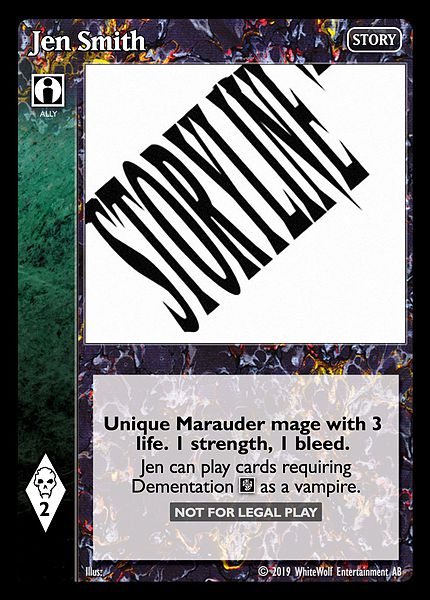 Jen Smith
STORY
ALLY
STORYLINE
Unique Marauder mage with 3
life. 1 strength, 1 bleed.
Jen can play cards requiring
Dementation as a vampire.
NOT FOR LEGAL PLAY
2
Illus:
© 2019 WhiteWolf Entertainment AB